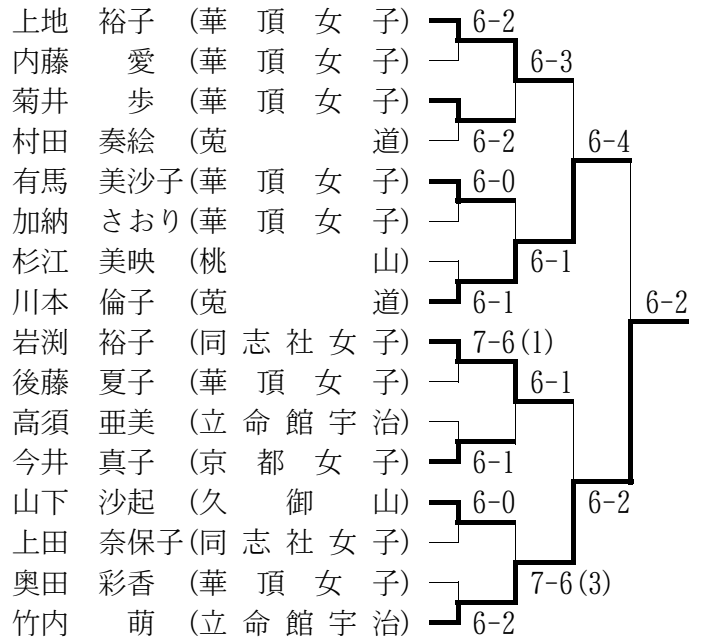 上地 裕子 (華頂女子) 6-2
内藤 愛 (華頂女子) 6-3
菊井 歩 (華頂女子)
村田 奏絵 (莵道) 6-2 6-4
有馬 美沙子(華頂女子) 6-0
加納 さおり(華頂女子)
杉江 美映 (桃山) 6-1
川本 倫子 (莵道) 6-1 6-2
岩渕 裕子 (同志社女子) 7-6(1)
後藤 夏子 (華頂女子) 6-1
高須 亜美 (立命館宇治)
今井 真子 (京都女子) 6-1
山下 沙起 (久御山) 6-0 6-2
上田 奈保子(同志社女子)
奥田 彩香 (華頂女子) 7-6(3)
竹内 萌 (立命館宇治) 6-2